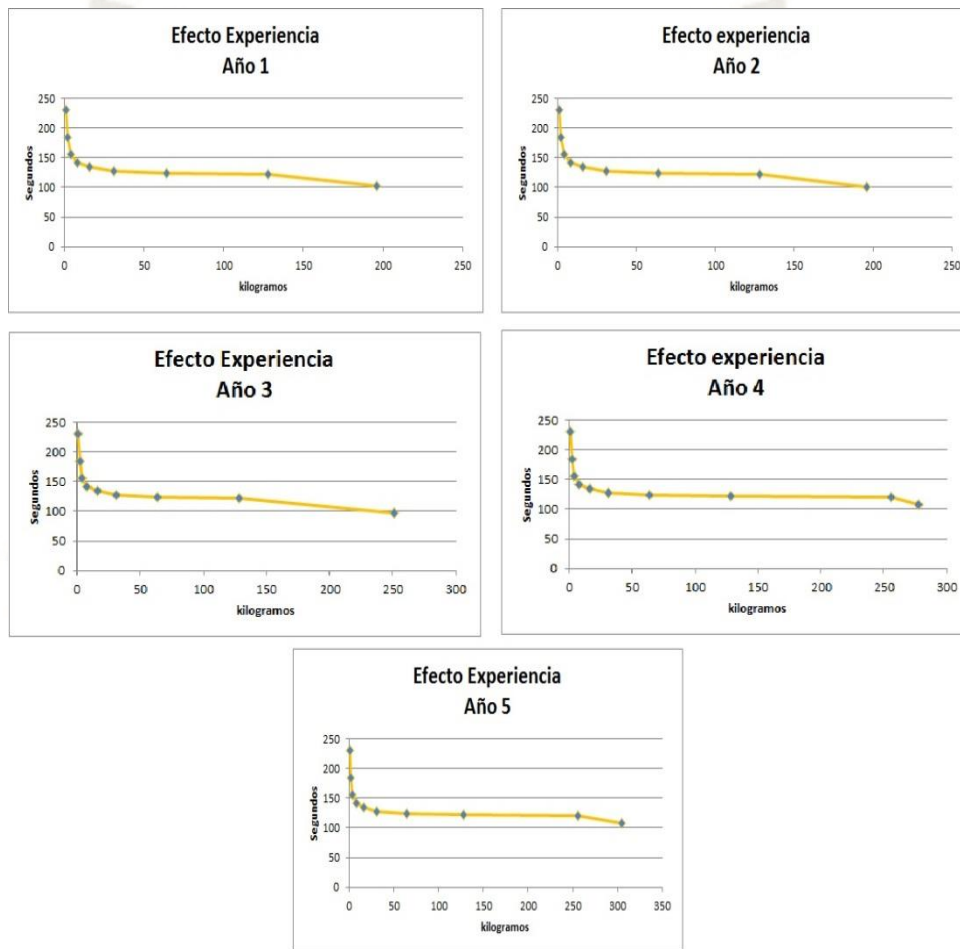 Efecto Experiencia
Año 1
250
200
150
100
50
0
Segundos
0 50 100 150 200 250
kilogramos
Efecto experiencia
Año 2
250
200
150
100
50
0
Segundos
0 50 100 150 200 250
kilogramos
Efecto Experiencia
Año 3
250
200
150
100
50
0
Segundos
0 50 100 150 200 250 300
kilogramos
Efecto experiencia
Año 4
250
200
150
100
50
0
Segundos
0 50 100 150 200 250 300
kilogramos
Efecto Experiencia
Año 5
250
200
150
100
50
0
Segundos
0 50 100 150 200 250 300 350
kilogramos